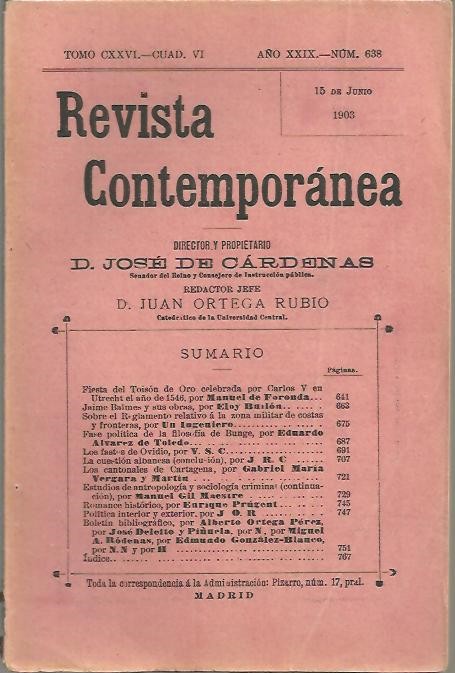 TOMO CXXVI.—CUAD. VI AÑO XXIX.—NÚM. 638
15 DE JUNIO
1903
Revista
Contemporánea
DIRECTOR Y PROPIETARIO
D. JOSÉ DE CÁRDENAS
Senador del Reino y Consejero de Instrucción pública.
REDACTOR JEFE
D. JUAN ORTEGA RUBIO
Catedrático de la Universidad Central.
SUMARIO
Páginas.
Fiesta del Toisón de Oro celebrada por Carlos V en
Utrecht el año de 1546, por Manuel de Foronda... 641
Jaime Balmes y sus obras, por Eloy Bullón...... 663
Sobre el Reglamento relativo á la zona militar de costas
y fronteras, por Un Ingeniero.................. 675
Fase política de la filosofía de Bunge, por Eduardo
Alvarez de Toledo.............................. 687
Los fastos de Ovidio, por V. S. C.............. 691
La cuestión albanesa (conclusión), por J. R. C. 707
Los cantonales de Cartagena, por Gabriel María
Vergara y Martín............................... 721
Estudios de antropología y sociología criminal (continua-
ción), por Manuel Gil Maestre.................. 729
Romance histórico, por Enrique Prúgent......... 745
Política interior y exterior, por J. O. R...... 747
Boletín bibliográfico, por Alberto Ortega Pérez,
por José Deleito y Piñuela, por N, por Miguel
A. Ródenas, por Edmundo González-Blanco,
por N.N y por H................................ 751
Índice......................................... 767
Toda la correspondencia á la Administración: Pizarro, núm. 17, pral.
MADRID